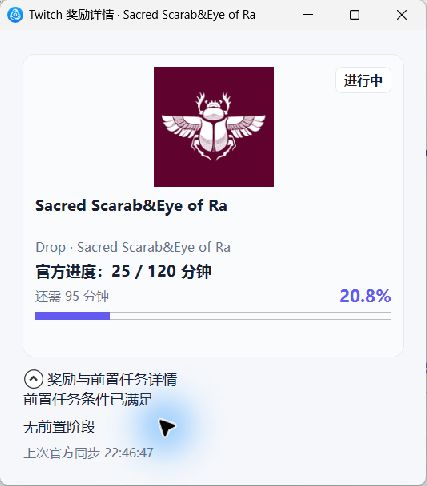 Twitch 奖励详情 · Sacred Scarab&Eye of Ra
进行中
Sacred Scarab&Eye of Ra
Drop · Sacred Scarab&Eye of Ra
官方进度：25 / 120 分钟
还需 95 分钟
20.8%
奖励与前置任务详情
前置任务条件已满足
无前置阶段
上次官方同步 22:46:47